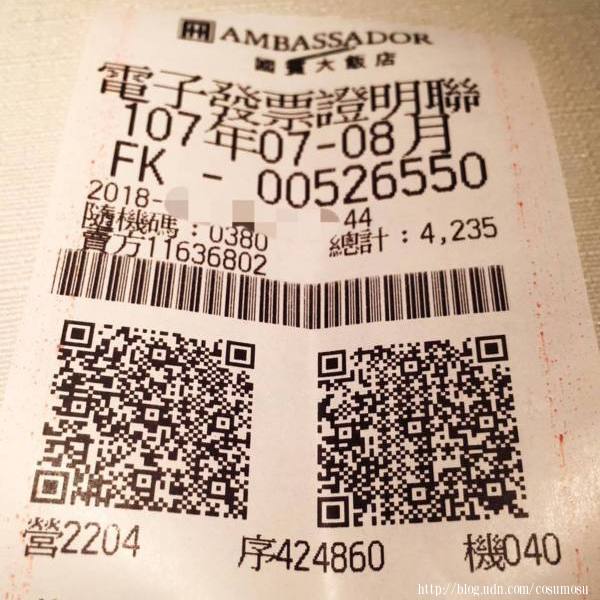 AMBASSADOR
國賓大飯店
電子發票證明聯
107年07-08月
FK - 00526550
2018- 44
隨機碼：0380 總計：4,235
賣方11636802
營2204 序424860 機040
http://blog.udn.com/cosumosu